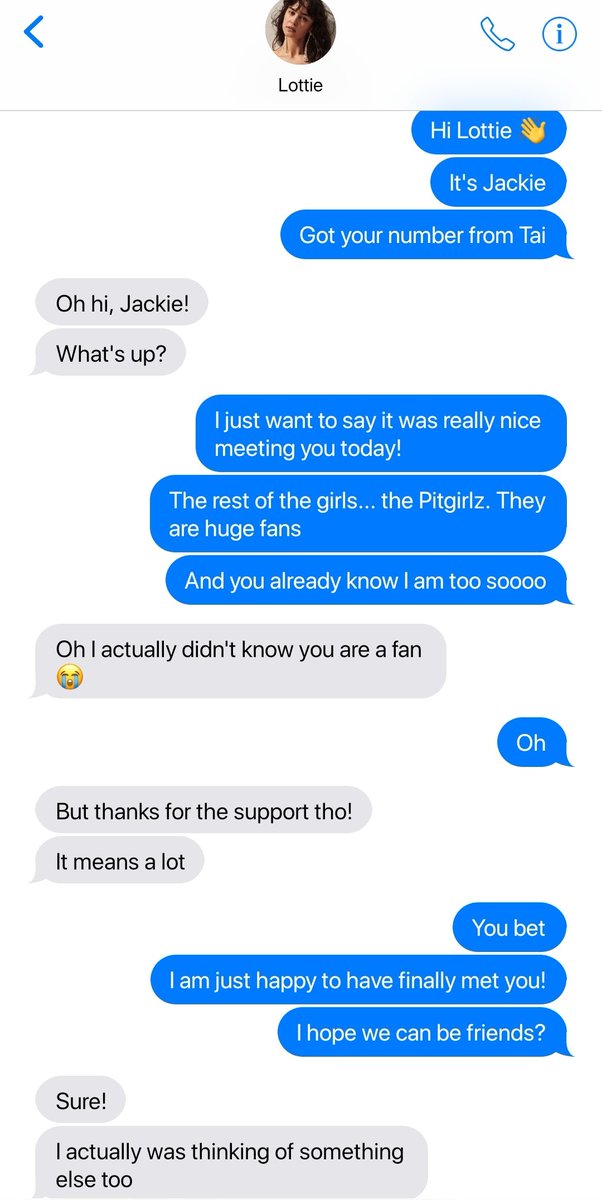 Lottie
Hi Lottie 👋
It's Jackie
Got your number from Tai
Oh hi, Jackie!
What's up?
I just want to say it was really nice
meeting you today!
The rest of the girls... the Pitgirlz. They
are huge fans
And you already know I am too soooo
Oh I actually didn't know you are a fan
😭
Oh
But thanks for the support tho!
It means a lot
You bet
I am just happy to have finally met you!
I hope we can be friends?
Sure!
I actually was thinking of something
else too